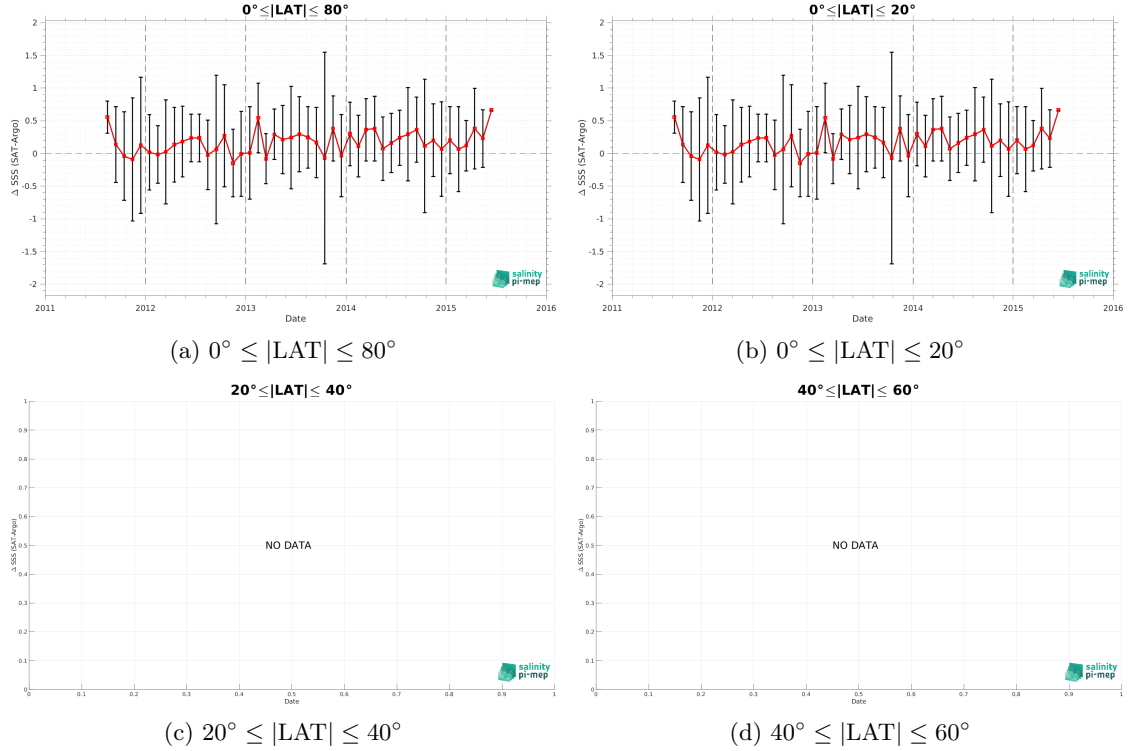 0°≤|LAT|≤ 80°
Δ SSS (SAT-Argo)
2
1.5
1
0.5
0
-0.5
-1
-1.5
-2
2011 2012 2013 2014 2015 2016
Date
salinity
pi-mep
(a) 0° ≤ |LAT| ≤ 80°
0°≤|LAT|≤ 20°
Δ SSS (SAT-Argo)
2
1.5
1
0.5
0
-0.5
-1
-1.5
-2
2011 2012 2013 2014 2015 2016
Date
salinity
pi-mep
(b) 0° ≤ |LAT| ≤ 20°
20°≤|LAT|≤ 40°
Δ SSS (SAT-Argo)
1
0.9
0.8
0.7
0.6
0.5
0.4
0.3
0.2
0.1
0
NO DATA
0 0.1 0.2 0.3 0.4 0.5 0.6 0.7 0.8 0.9 1
Date
salinity
pi-mep
(c) 20° ≤ |LAT| ≤ 40°
40°≤|LAT|≤ 60°
Δ SSS (SAT-Argo)
1
0.9
0.8
0.7
0.6
0.5
0.4
0.3
0.2
0.1
0
NO DATA
0 0.1 0.2 0.3 0.4 0.5 0.6 0.7 0.8 0.9 1
Date
salinity
pi-mep
(d) 40° ≤ |LAT| ≤ 60°